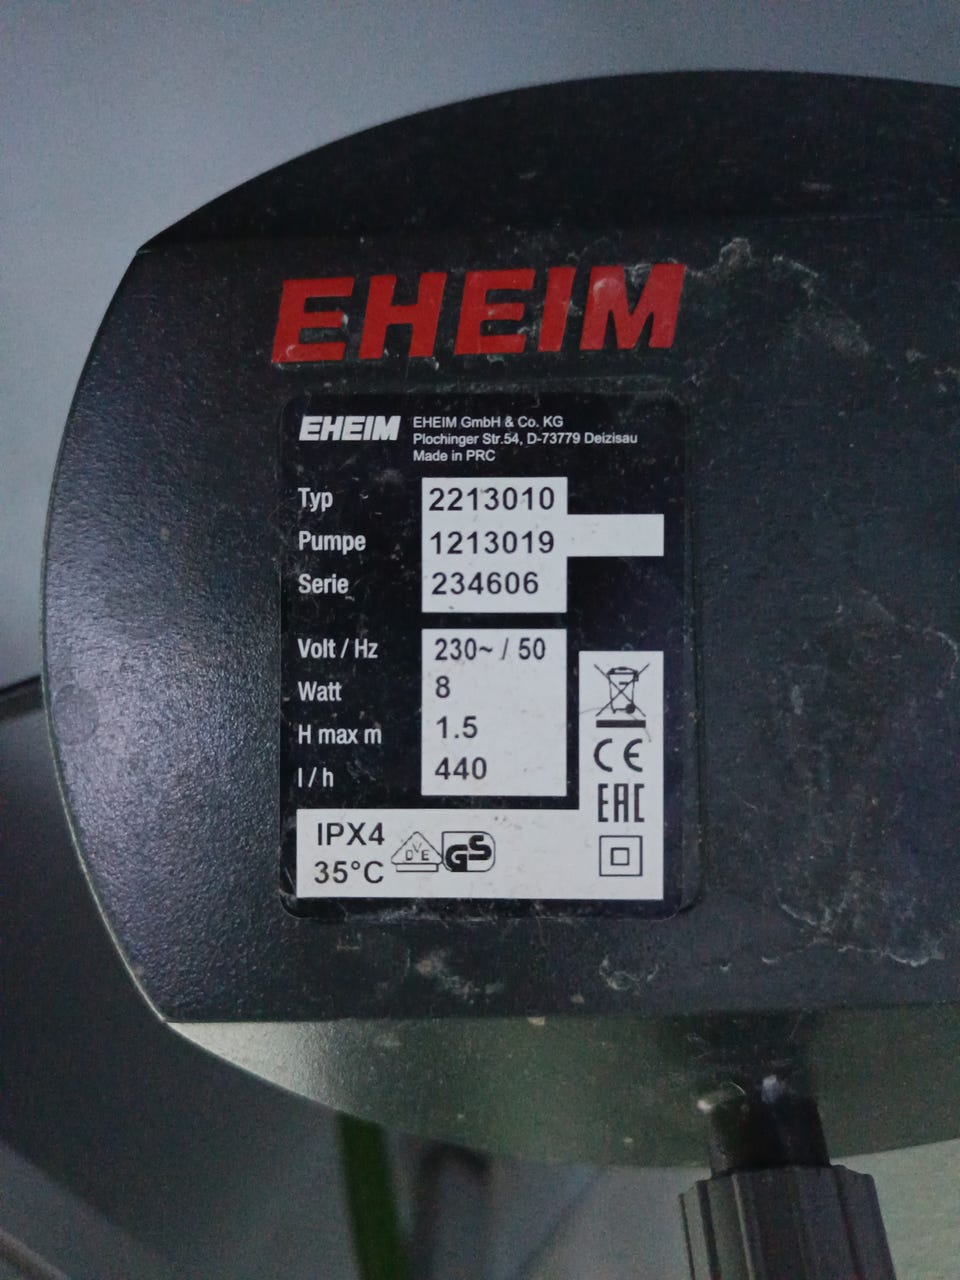 EHEIM
EHEIM
EHEIM GmbH & Co. KG
Plochinger Str.54, D-73779 Deizisau
Made in PRC
Typ 2213010
Pumpe 1213019
Serie 234606
Volt / Hz 230~ / 50
Watt 8
H max m 1.5
l / h 440
CE
EAC
IPX4
35°C
DVE
GS